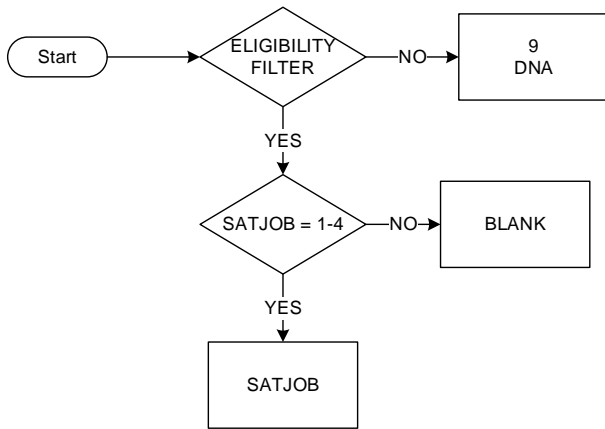 Start
ELIGIBILITY
FILTER
NO
9
DNA
YES
SATJOB = 1-4
NO
BLANK
YES
SATJOB